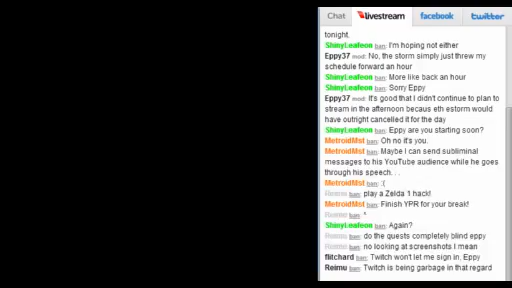 Chat livestream facebook twitter
tonight.
ShinyLeafeon ban: I'm hoping not either
Eppy37 mod: No, the storm simply just threw my
schedule forward an hour
ShinyLeafeon ban: More like back an hour
ShinyLeafeon ban: Sorry Eppy
Eppy37 mod: It's good that I didn't continue to plan to
stream in the afternoon becaus eth estorm would
have outright cancelled it for the day
ShinyLeafeon ban: Eppy are you starting soon?
MetroidMst ban: Oh no it's you.
MetroidMst ban: Maybe I can send subliminal
messages to his YouTube audience while he goes
through his speech. . .
MetroidMst ban: :(
Reimu ban: play a Zelda 1 hack!
MetroidMst ban: Finish YPR for your break!
Reimu ban: *
ShinyLeafeon ban: Again?
Reimu ban: do the quests completely blind eppy
Reimu ban: no looking at screenshots I mean
flitchard ban: Twitch won't let me sign in, Eppy
Reimu ban: Twitch is being garbage in that regard